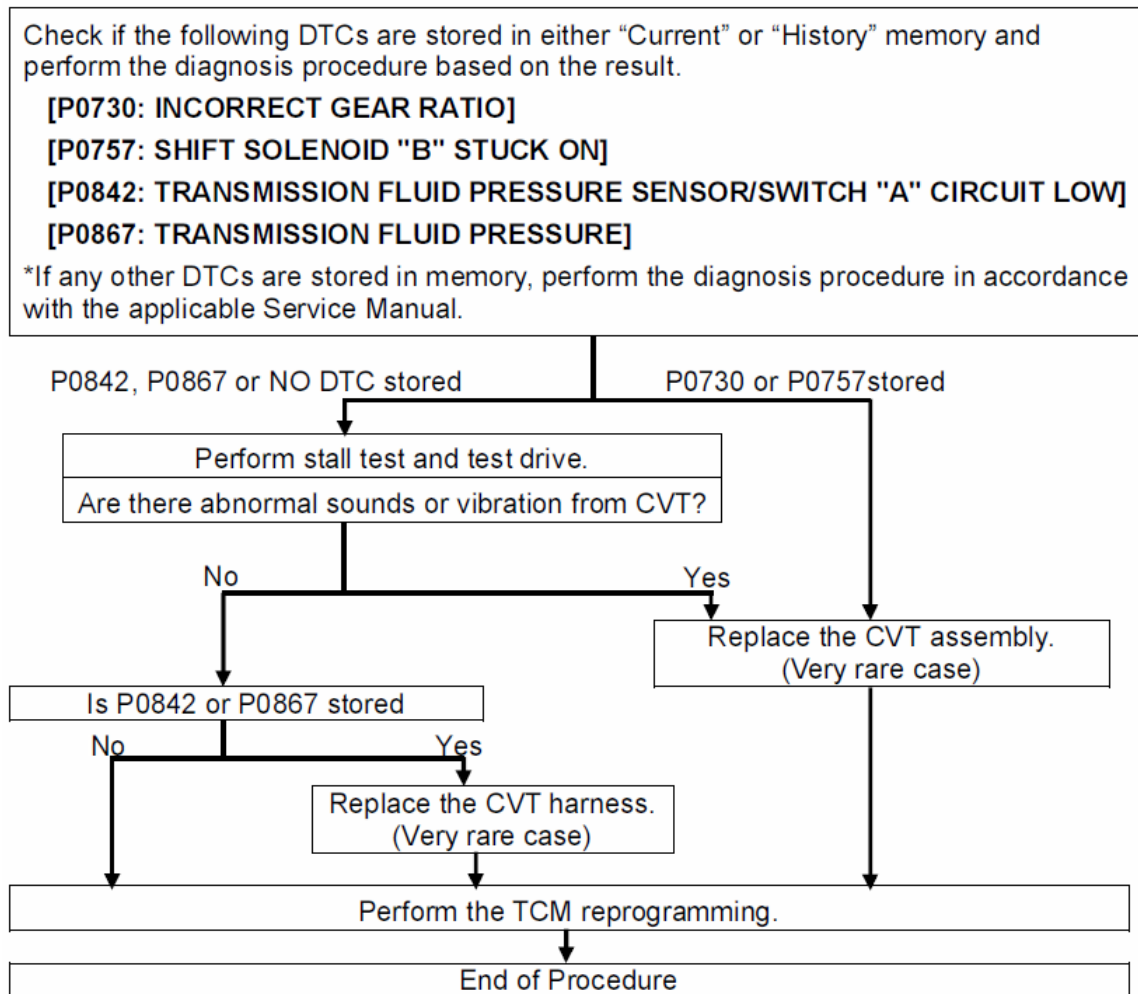 Check if the following DTCs are stored in either “Current” or “History” memory and
perform the diagnosis procedure based on the result.
[P0730: INCORRECT GEAR RATIO]
[P0757: SHIFT SOLENOID "B" STUCK ON]
[P0842: TRANSMISSION FLUID PRESSURE SENSOR/SWITCH "A" CIRCUIT LOW]
[P0867: TRANSMISSION FLUID PRESSURE]
*If any other DTCs are stored in memory, perform the diagnosis procedure in accordance
with the applicable Service Manual.
P0842, P0867 or NO DTC stored
P0730 or P0757stored
Perform stall test and test drive.
Are there abnormal sounds or vibration from CVT?
No
Yes
Replace the CVT assembly.
(Very rare case)
Is P0842 or P0867 stored
No
Yes
Replace the CVT harness.
(Very rare case)
Perform the TCM reprogramming.
End of Procedure